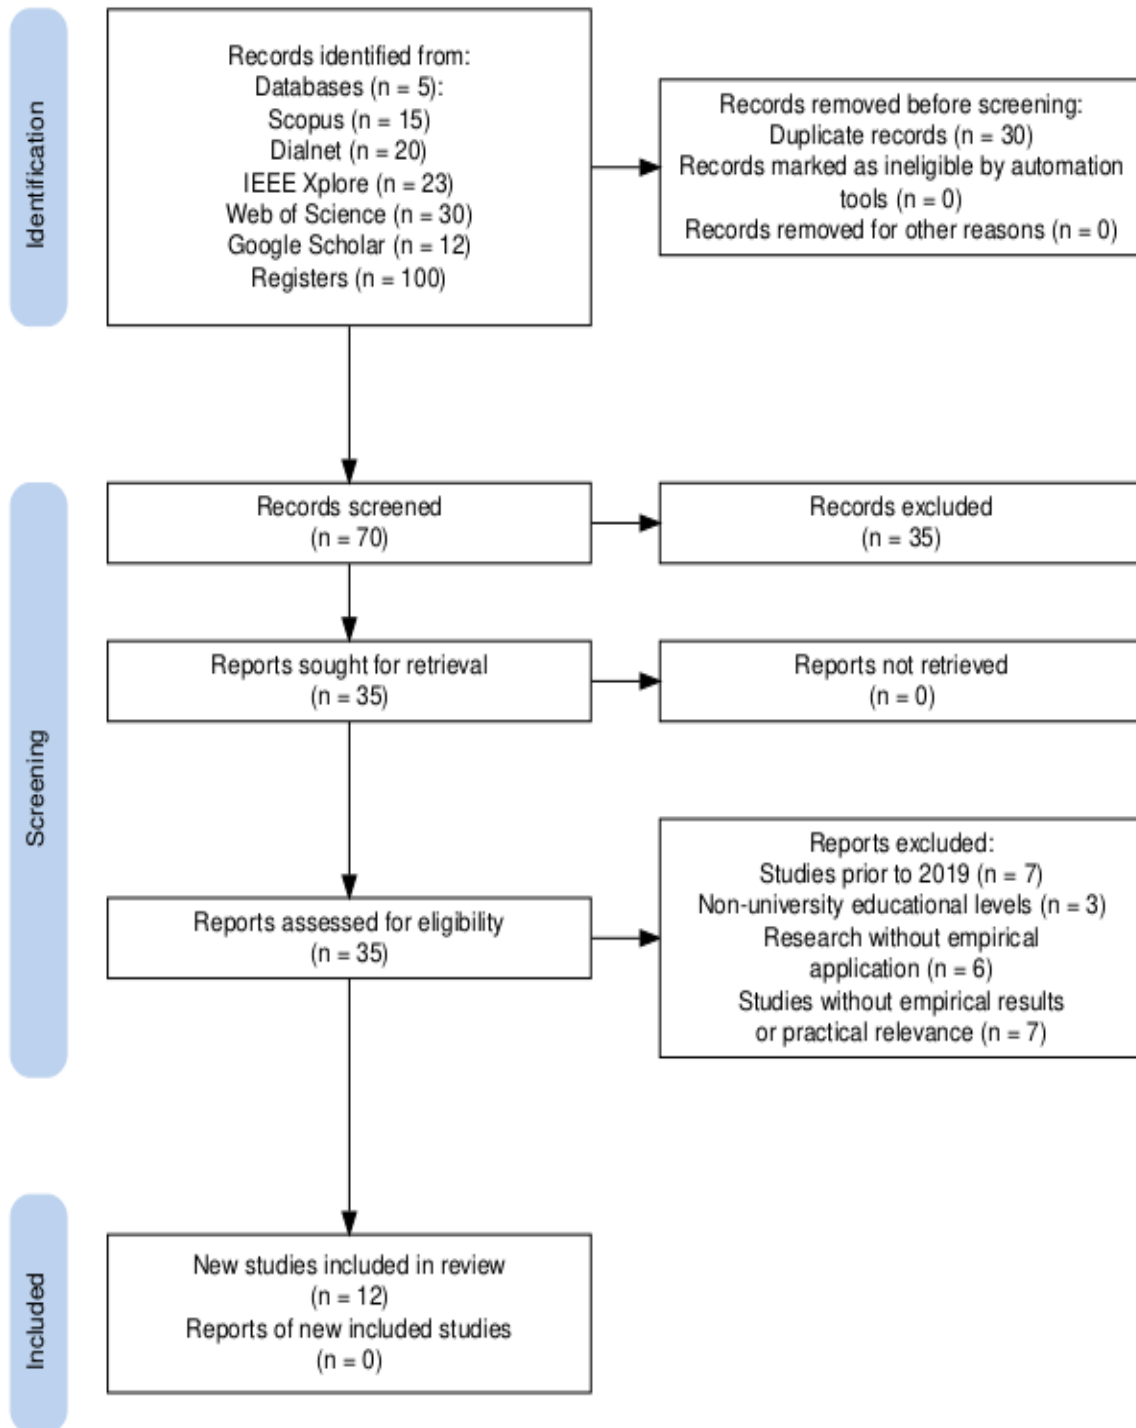 Identification
Records identified from:
Databases (n = 5):
Scopus (n = 15)
Dialnet (n = 20)
IEEE Xplore (n = 23)
Web of Science (n = 30)
Google Scholar (n = 12)
Registers (n = 100)
Records removed before screening:
Duplicate records (n = 30)
Records marked as ineligible by automation
tools (n = 0)
Records removed for other reasons (n = 0)
Screening
Records screened
(n = 70)
Records excluded
(n = 35)
Reports sought for retrieval
(n = 35)
Reports not retrieved
(n = 0)
Reports assessed for eligibility
(n = 35)
Reports excluded:
Studies prior to 2019 (n = 7)
Non-university educational levels (n = 3)
Research without empirical
application (n = 6)
Studies without empirical results
or practical relevance (n = 7)
Included
New studies included in review
(n = 12)
Reports of new included studies
(n = 0)